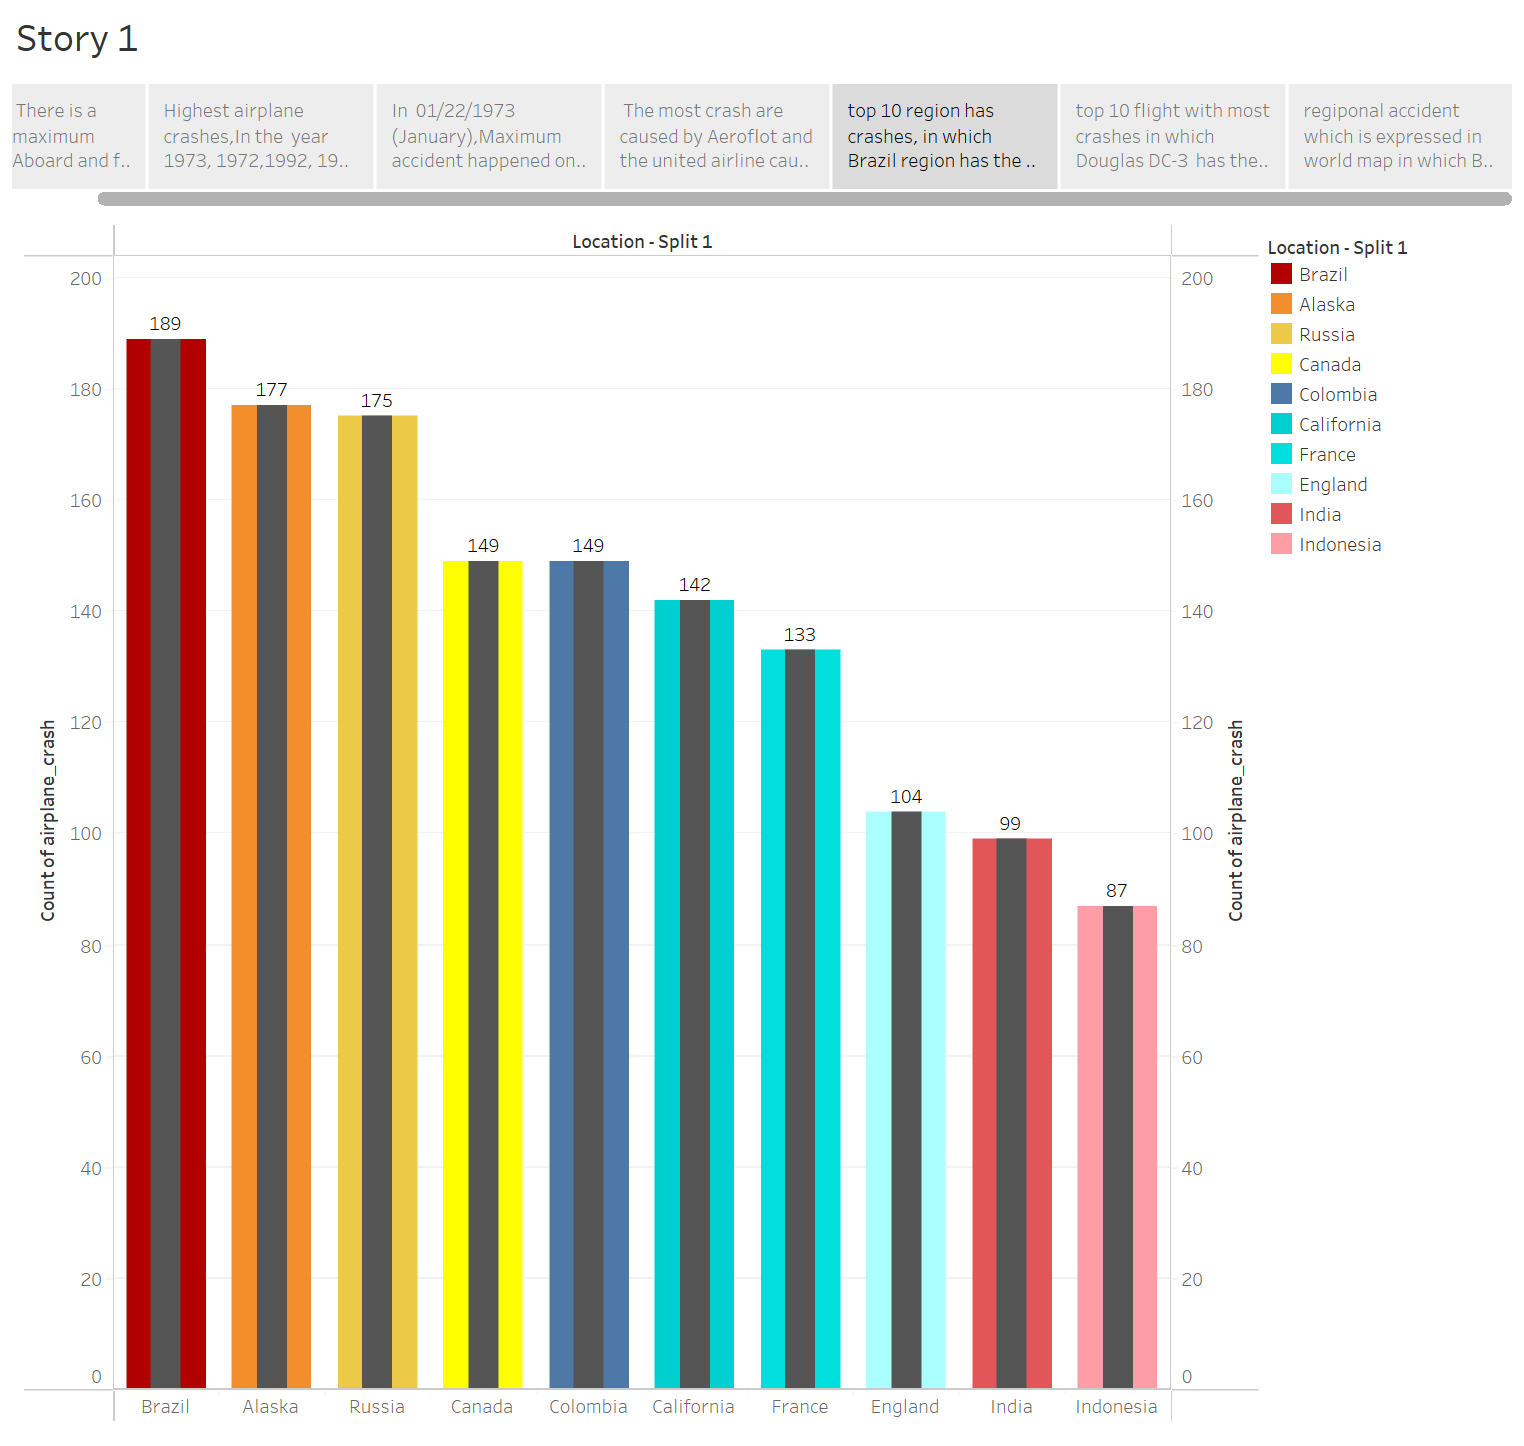 Story 1
There is a
maximum
Aboard and f..
Highest airplane
crashes,In the  year
1973, 1972,1992, 19..
In  01/22/1973
(January),Maximum
accident happened on..
The most crash are
caused by Aeroflot and
the united airline cau..
top 10 region has
crashes, in which
Brazil region has the ..
top 10 flight with most
crashes in which
Douglas DC-3  has the..
regiponal accident
which is expressed in
world map in which B..
Location - Split 1
200
180
160
140
120
100
80
60
40
20
0
Count of airplane_crash
189
177
175
149
149
142
133
104
99
87
Brazil
Alaska
Russia
Canada
Colombia
California
France
England
India
Indonesia
200
180
160
140
120
100
80
60
40
20
0
Count of airplane_crash
Location - Split 1
Brazil
Alaska
Russia
Canada
Colombia
California
France
England
India
Indonesia